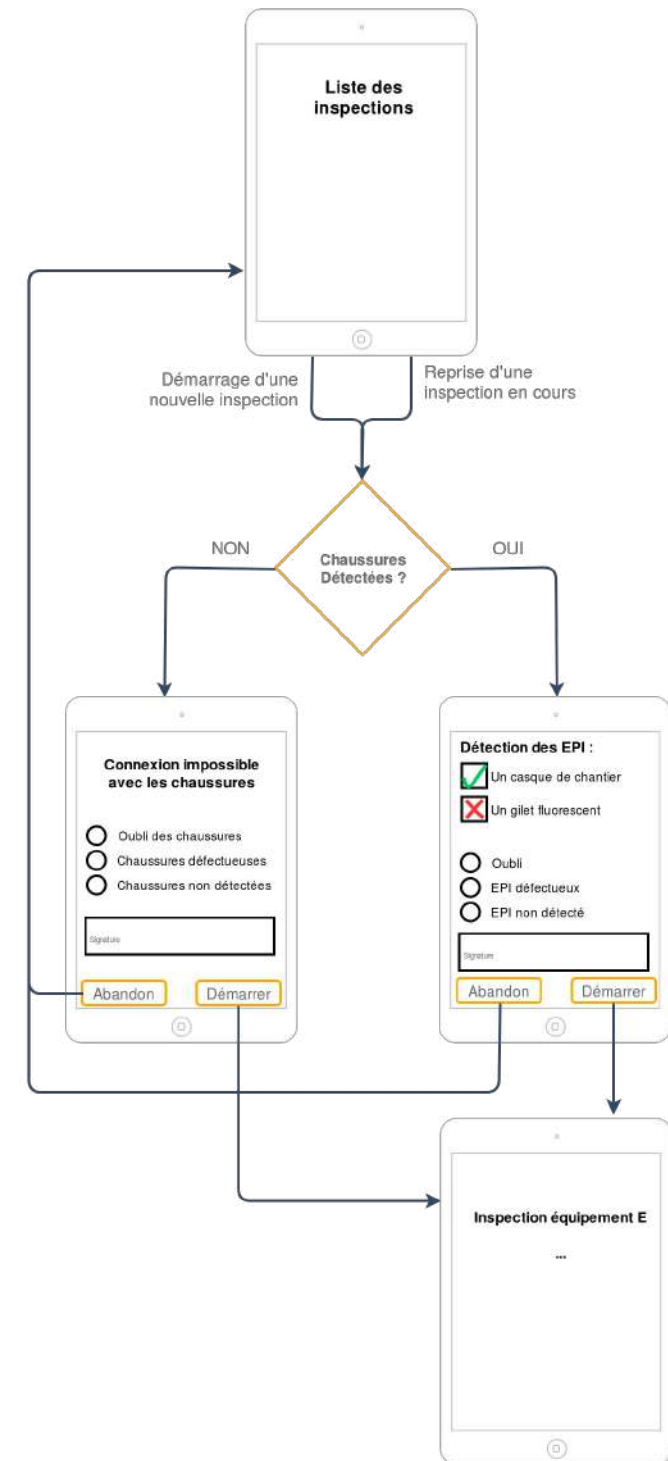 Liste des
inspections
Démarrage d'une
nouvelle inspection
Reprise d'une
inspection en cours
NON
Chaussures
Détectées ?
OUI
Connexion impossible
avec les chaussures
Oubli des chaussures
Chaussures défectueuses
Chaussures non détectées
Signature
Abandon
Démarrer
Détection des EPI :
Un casque de chantier
Un gilet fluorescent
Oubli
EPI défectueux
EPI non détecté
Signature
Abandon
Démarrer
Inspection équipement E
...